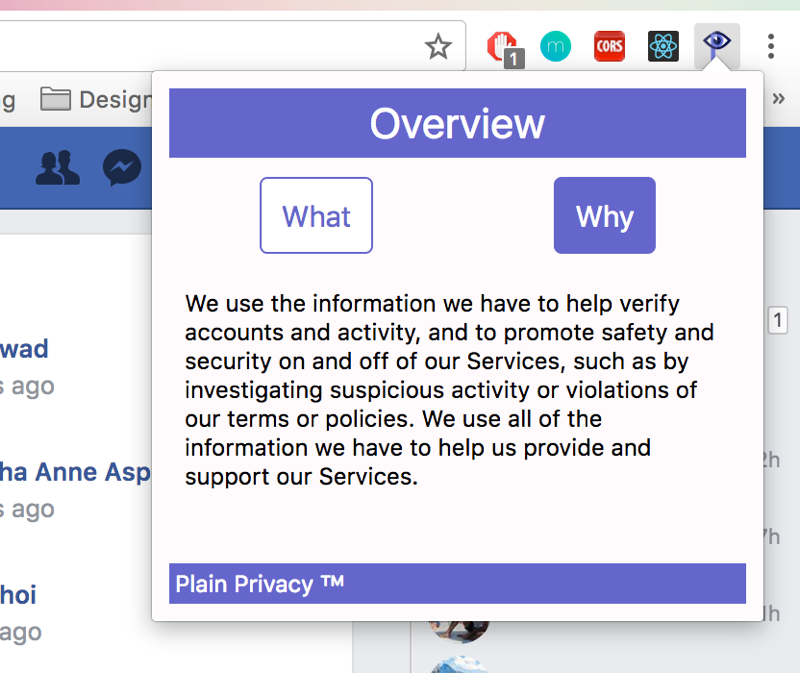 1
m
CORS
g
Design
»
Overview
What
Why
We use the information we have to help verify
accounts and activity, and to promote safety and
security on and off of our Services, such as by
investigating suspicious activity or violations of
our terms or policies. We use all of the
information we have to help us provide and
support our Services.
Plain Privacy ™
wad
s ago
ha Anne Asp
s ago
hoi
ago
1
2h
7h
1h